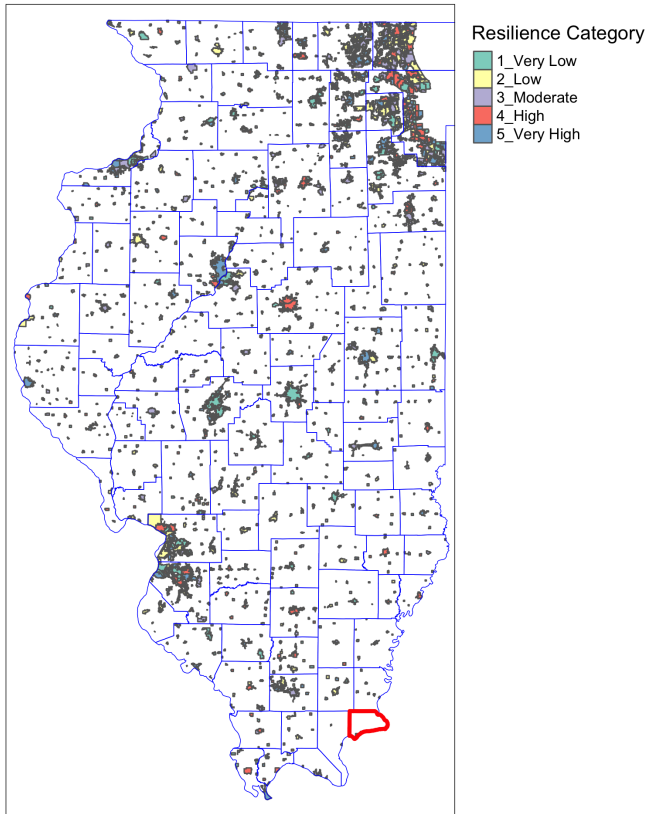 Resilience Category
1_Very Low
2_Low
3_Moderate
4_High
5_Very High